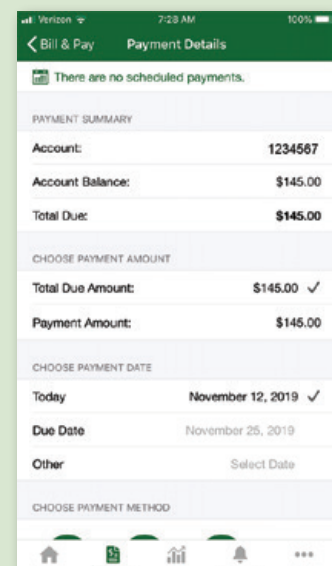 Verizon 7:28 AM 100%
Bill & Pay Payment Details
There are no scheduled payments.
PAYMENT SUMMARY
Account: 1234567
Account Balance: $145.00
Total Due: $145.00
CHOOSE PAYMENT AMOUNT
Total Due Amount: $145.00 ✓
Payment Amount: $145.00
CHOOSE PAYMENT DATE
Today November 12, 2019 ✓
Due Date November 25, 2019
Other Select Date
CHOOSE PAYMENT METHOD